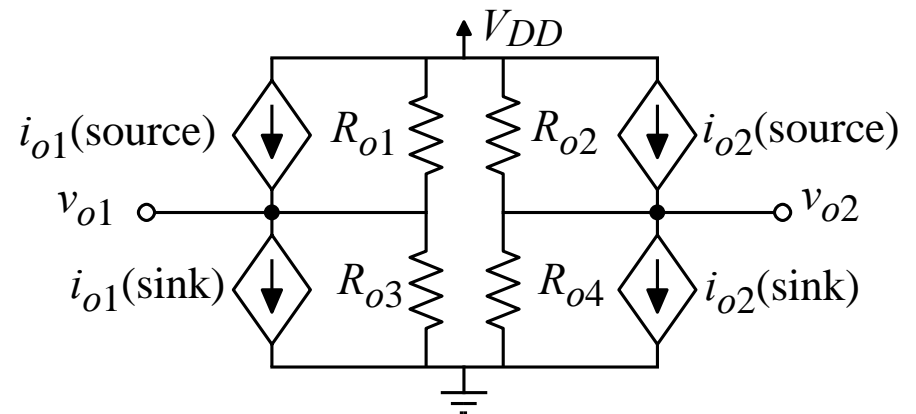 V_DD
i_o1(source) R_o1 R_o2 i_o2(source)
v_o1 v_o2
i_o1(sink) R_o3 R_o4 i_o2(sink)